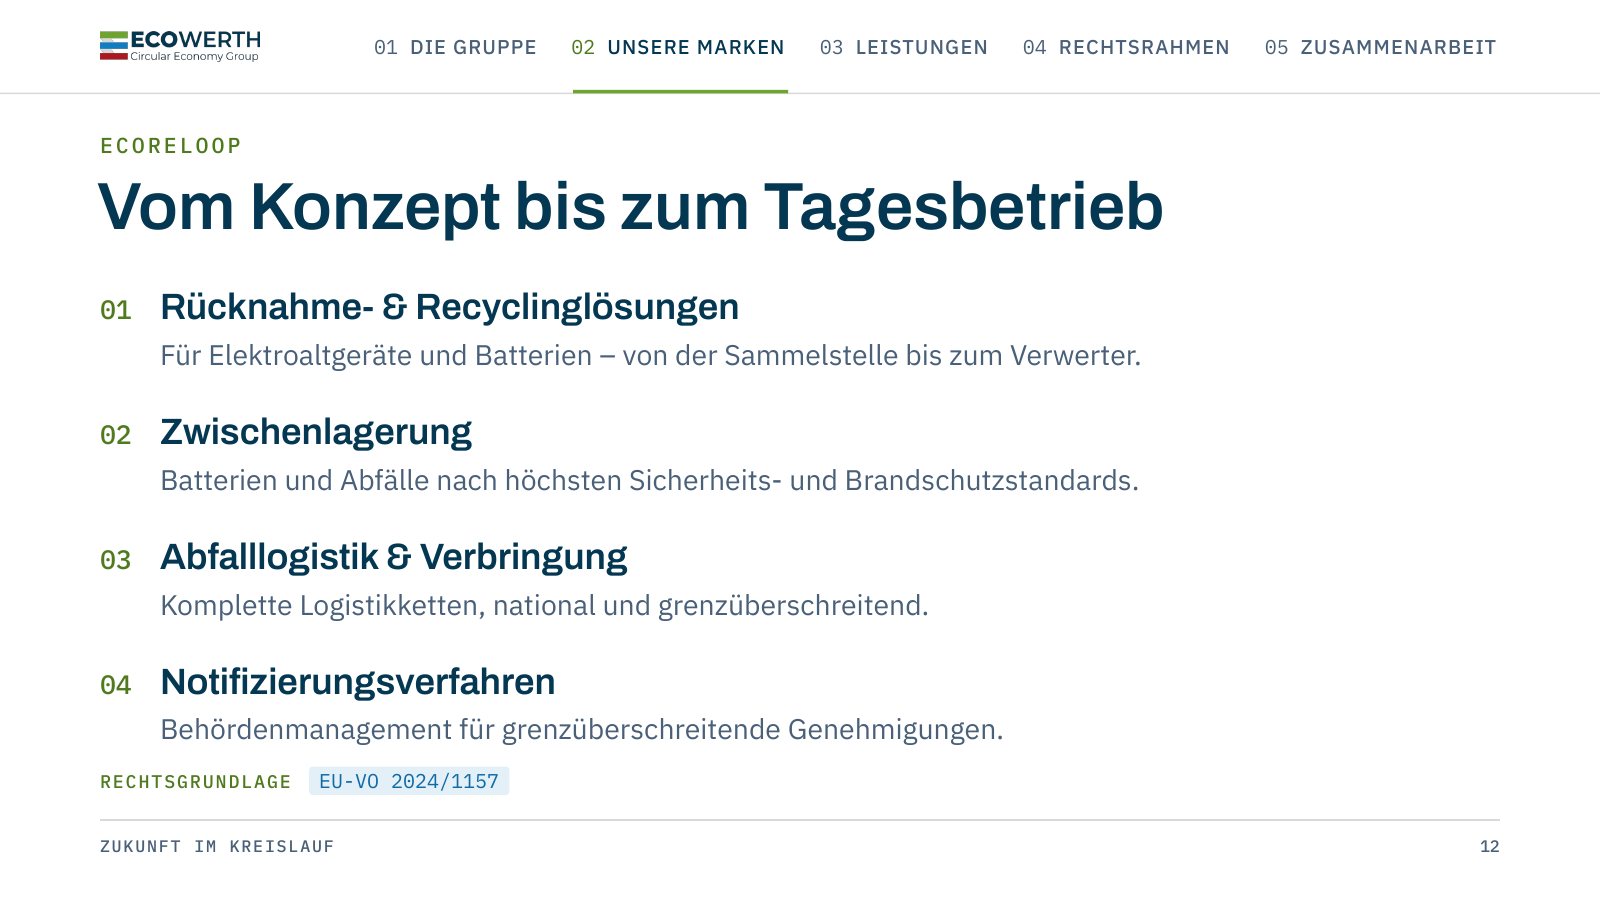 ECOWERTH
Circular Economy Group
01 DIE GRUPPE 02 UNSERE MARKEN 03 LEISTUNGEN 04 RECHTSRAHMEN 05 ZUSAMMENARBEIT
ECORELOOP
Vom Konzept bis zum Tagesbetrieb
01 Rücknahme- & Recyclinglösungen
Für Elektroaltgeräte und Batterien – von der Sammelstelle bis zum Verwerter.
02 Zwischenlagerung
Batterien und Abfälle nach höchsten Sicherheits- und Brandschutzstandards.
03 Abfalllogistik & Verbringung
Komplette Logistikketten, national und grenzüberschreitend.
04 Notifizierungsverfahren
Behördenmanagement für grenzüberschreitende Genehmigungen.
RECHTSGRUNDLAGE EU-VO 2024/1157
ZUKUNFT IM KREISLAUF 12